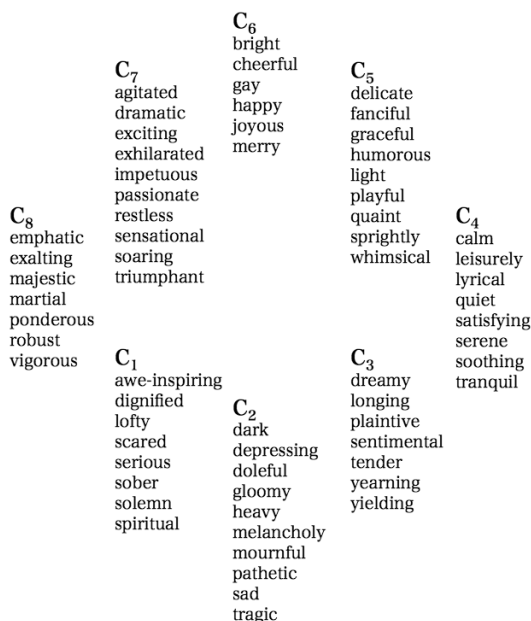 C6
bright
cheerful
gay
happy
joyous
merry
C7
agitated
dramatic
exciting
exhilarated
impetuous
passionate
restless
sensational
soaring
triumphant
C5
delicate
fanciful
graceful
humorous
light
playful
quaint
sprightly
whimsical
C8
emphatic
exalting
majestic
martial
ponderous
robust
vigorous
C4
calm
leisurely
lyrical
quiet
satisfying
serene
soothing
tranquil
C1
awe-inspiring
dignified
lofty
scared
serious
sober
solemn
spiritual
C2
dark
depressing
doleful
gloomy
heavy
melancholy
mournful
pathetic
sad
tragic
C3
dreamy
longing
plaintive
sentimental
tender
yearning
yielding